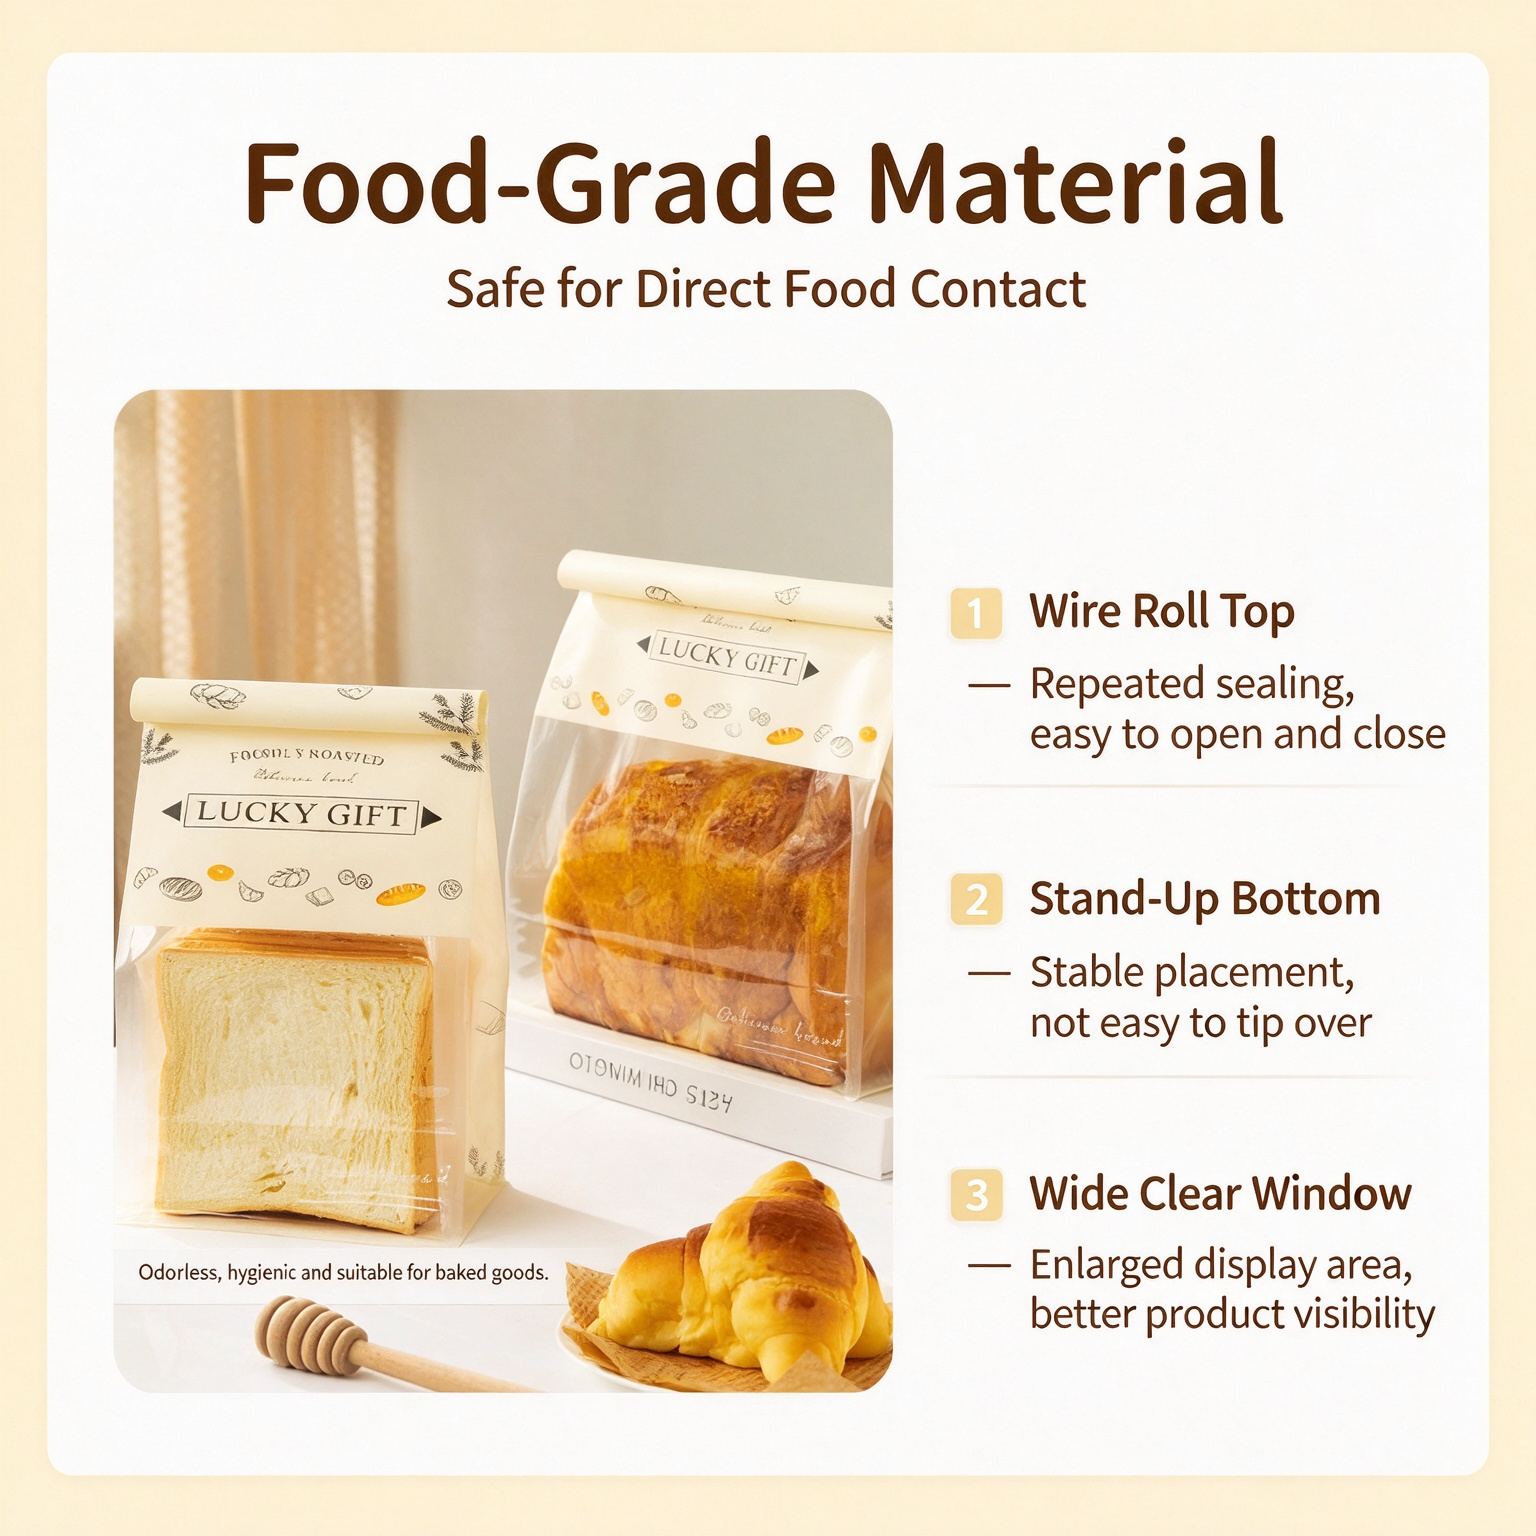 Food-Grade Material
Safe for Direct Food Contact
LUCKY GIFT
LUCKY GIFT
Odorless, hygienic and suitable for baked goods.
1 Wire Roll Top
— Repeated sealing,
easy to open and close
2 Stand-Up Bottom
— Stable placement,
not easy to tip over
3 Wide Clear Window
— Enlarged display area,
better product visibility